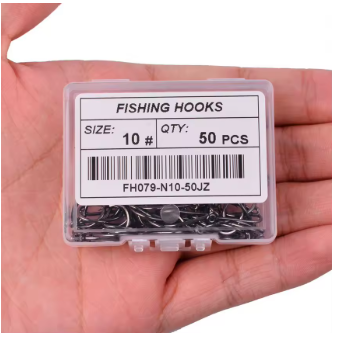 FISHING HOOKS
SIZE: 10 # QTY: 50 PCS
FH079-N10-50JZ